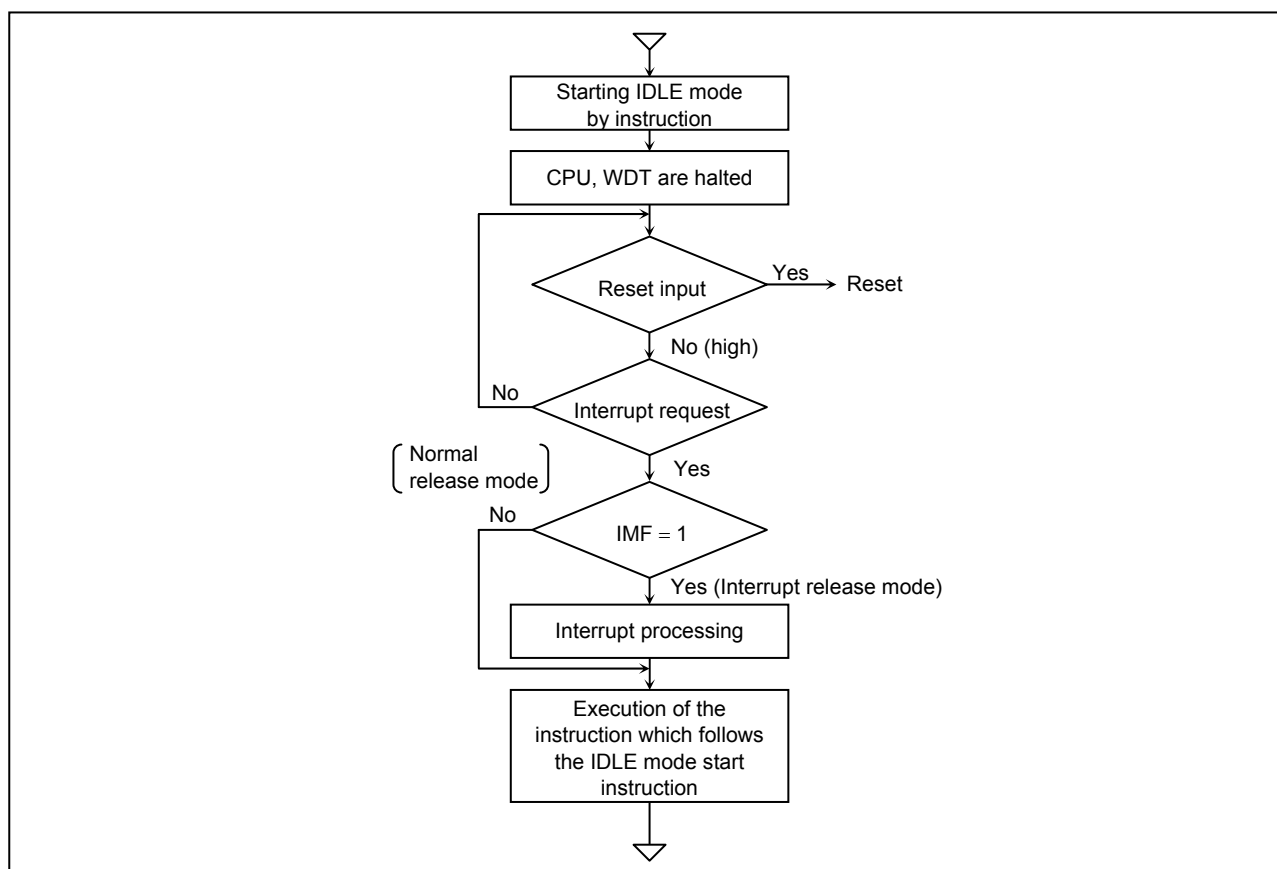 Starting IDLE mode
by instruction
CPU, WDT are halted
Reset input
Yes
Reset
No (high)
No
Interrupt request
Normal
release mode
Yes
No
IMF = 1
Yes (Interrupt release mode)
Interrupt processing
Execution of the
instruction which follows
the IDLE mode start
instruction